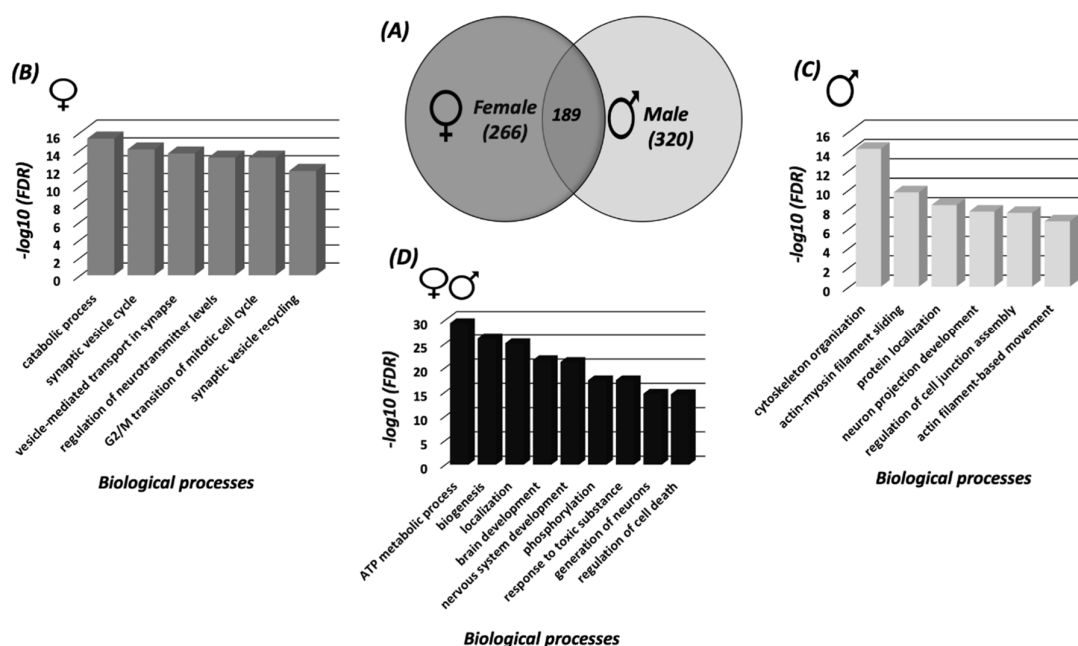 (A)
Female
(266)
189
Male
(320)
(B)
-log10 (FDR)
16
14
12
10
8
6
4
2
0
catabolic process
synaptic vesicle cycle
vesicle-mediated transport in synapse
regulation of neurotransmitter levels
G2/M transition of mitotic cell cycle
synaptic vesicle recycling
Biological processes
(C)
-log10 (FDR)
16
14
12
10
8
6
4
2
0
cytoskeleton organization
actin-myosin filament sliding
protein localization
neuron projection development
regulation of cell junction assembly
actin filament-based movement
Biological processes
(D)
-log10 (FDR)
30
25
20
15
10
5
0
ATP metabolic process
biogenesis
localization
brain development
nervous system development
phosphorylation
response to toxic substance
generation of neurons
regulation of cell death
Biological processes